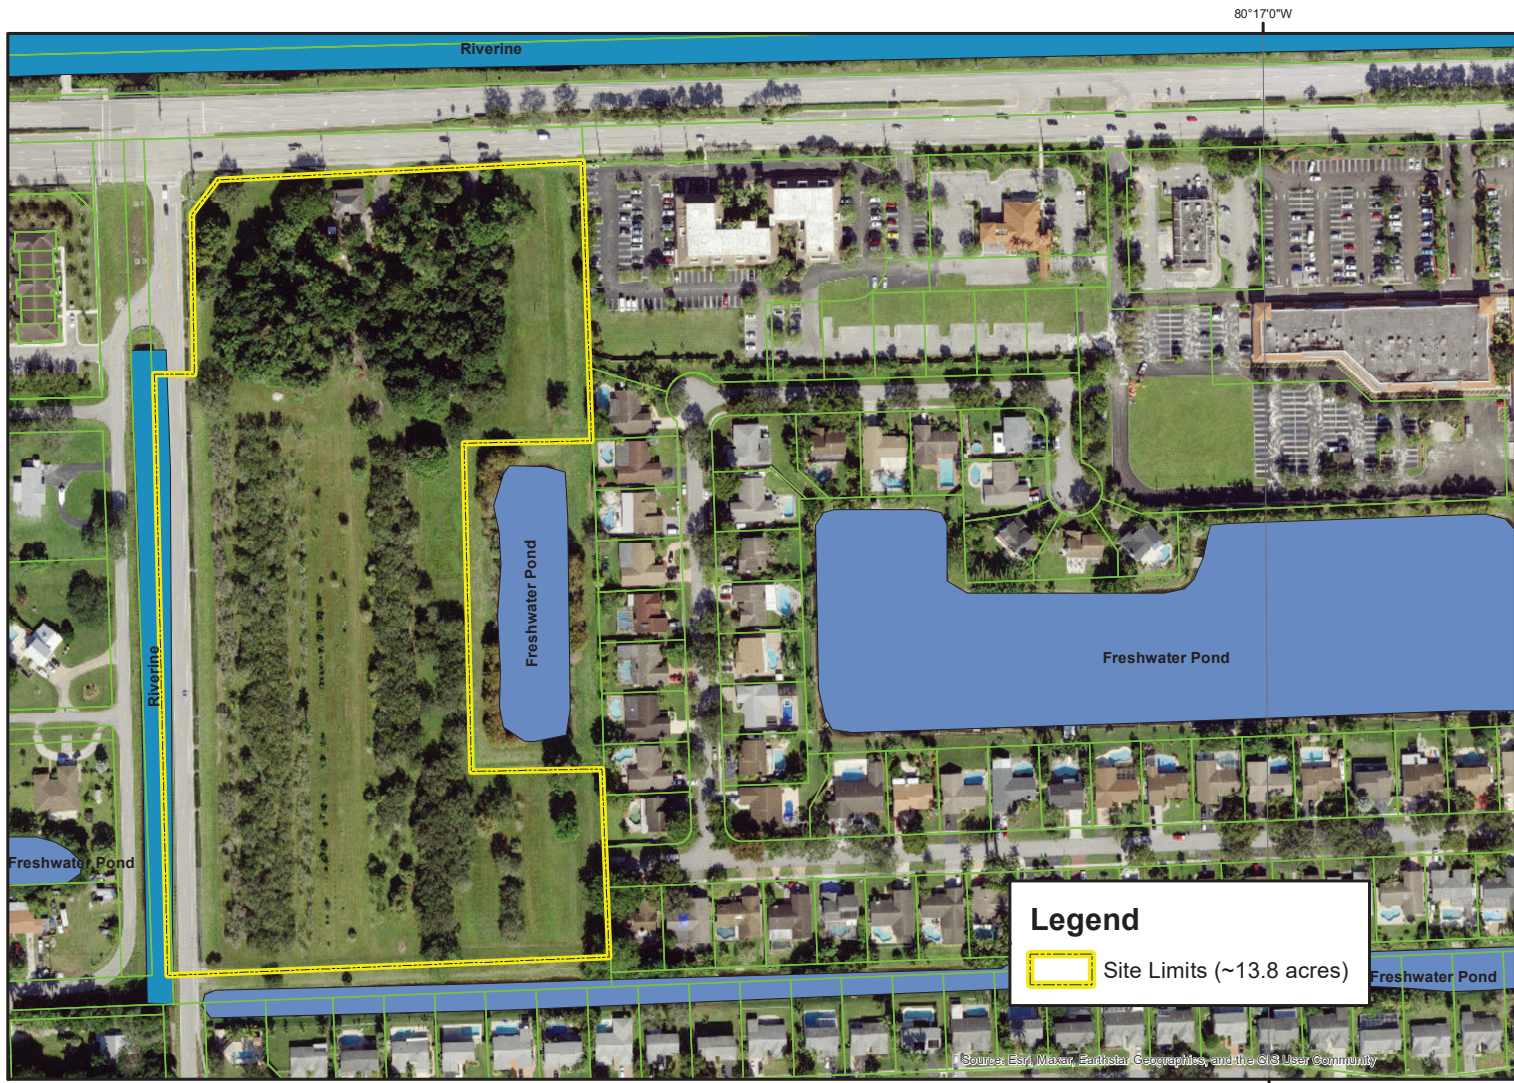 80°17'0"W
Riverine
Freshwater Pond
Freshwater Pond
Riverine
Freshwater Pond
Legend
Site Limits (~13.8 acres)
Freshwater Pond
Source: Esri, Maxar, Earthstar Geographics, and the GIS User Community